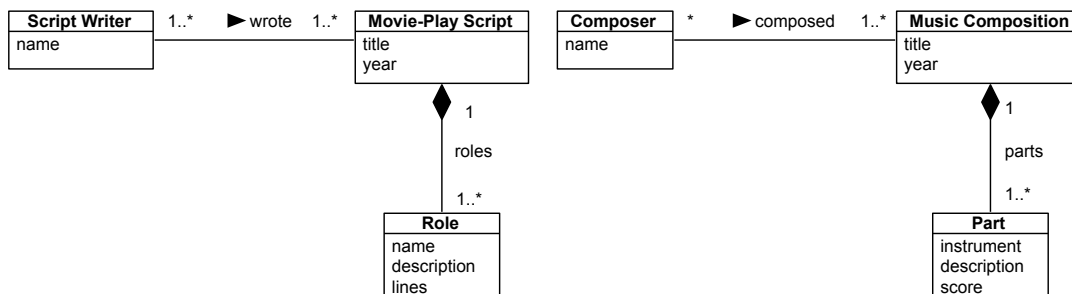 Script Writer
name
1..* ▶ wrote 1..*
Movie-Play Script
title
year
1
roles
1..*
Role
name
description
lines
Composer
name
* ▶ composed 1..*
Music Composition
title
year
1
parts
1..*
Part
instrument
description
score